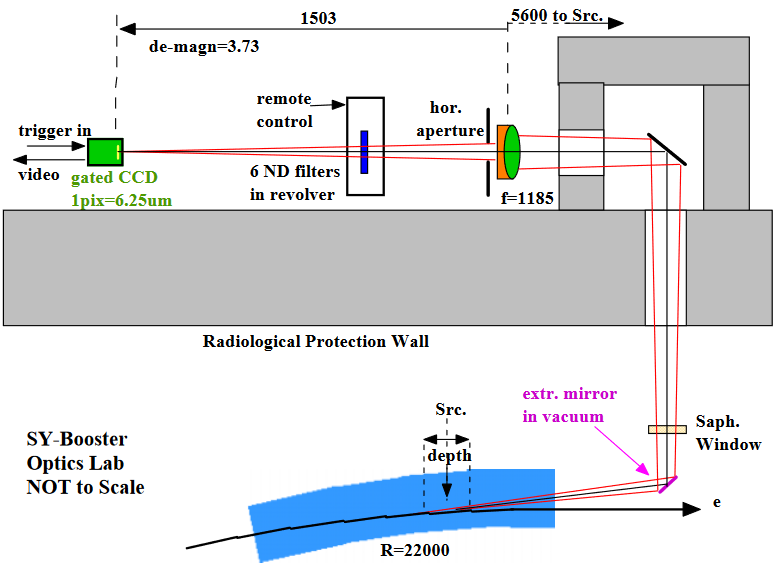 1503
5600 to Src.
de-magn=3.73
remote
control
hor.
aperture
trigger in
video
gated CCD
1pix=6.25um
6 ND filters
in revolver
f=1185
Radiological Protection Wall
extr. mirror
in vacuum
Saph.
Window
Src.
depth
SY-Booster
Optics Lab
NOT to Scale
e
R=22000